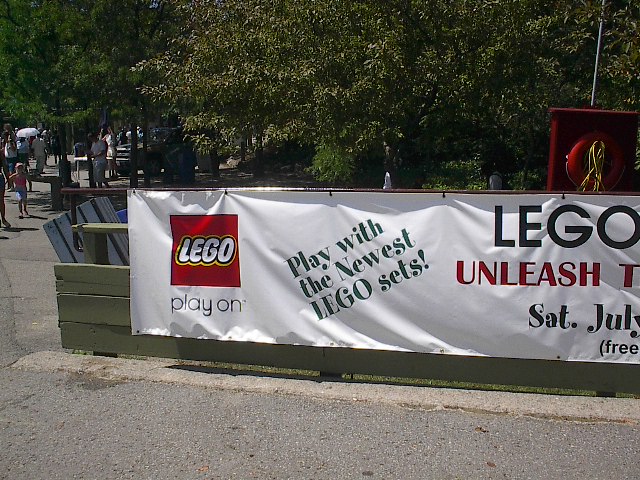 LEGO
play on
Play with
the Newest
LEGO sets!
LEGO
UNLEASH T
Sat. July
(free